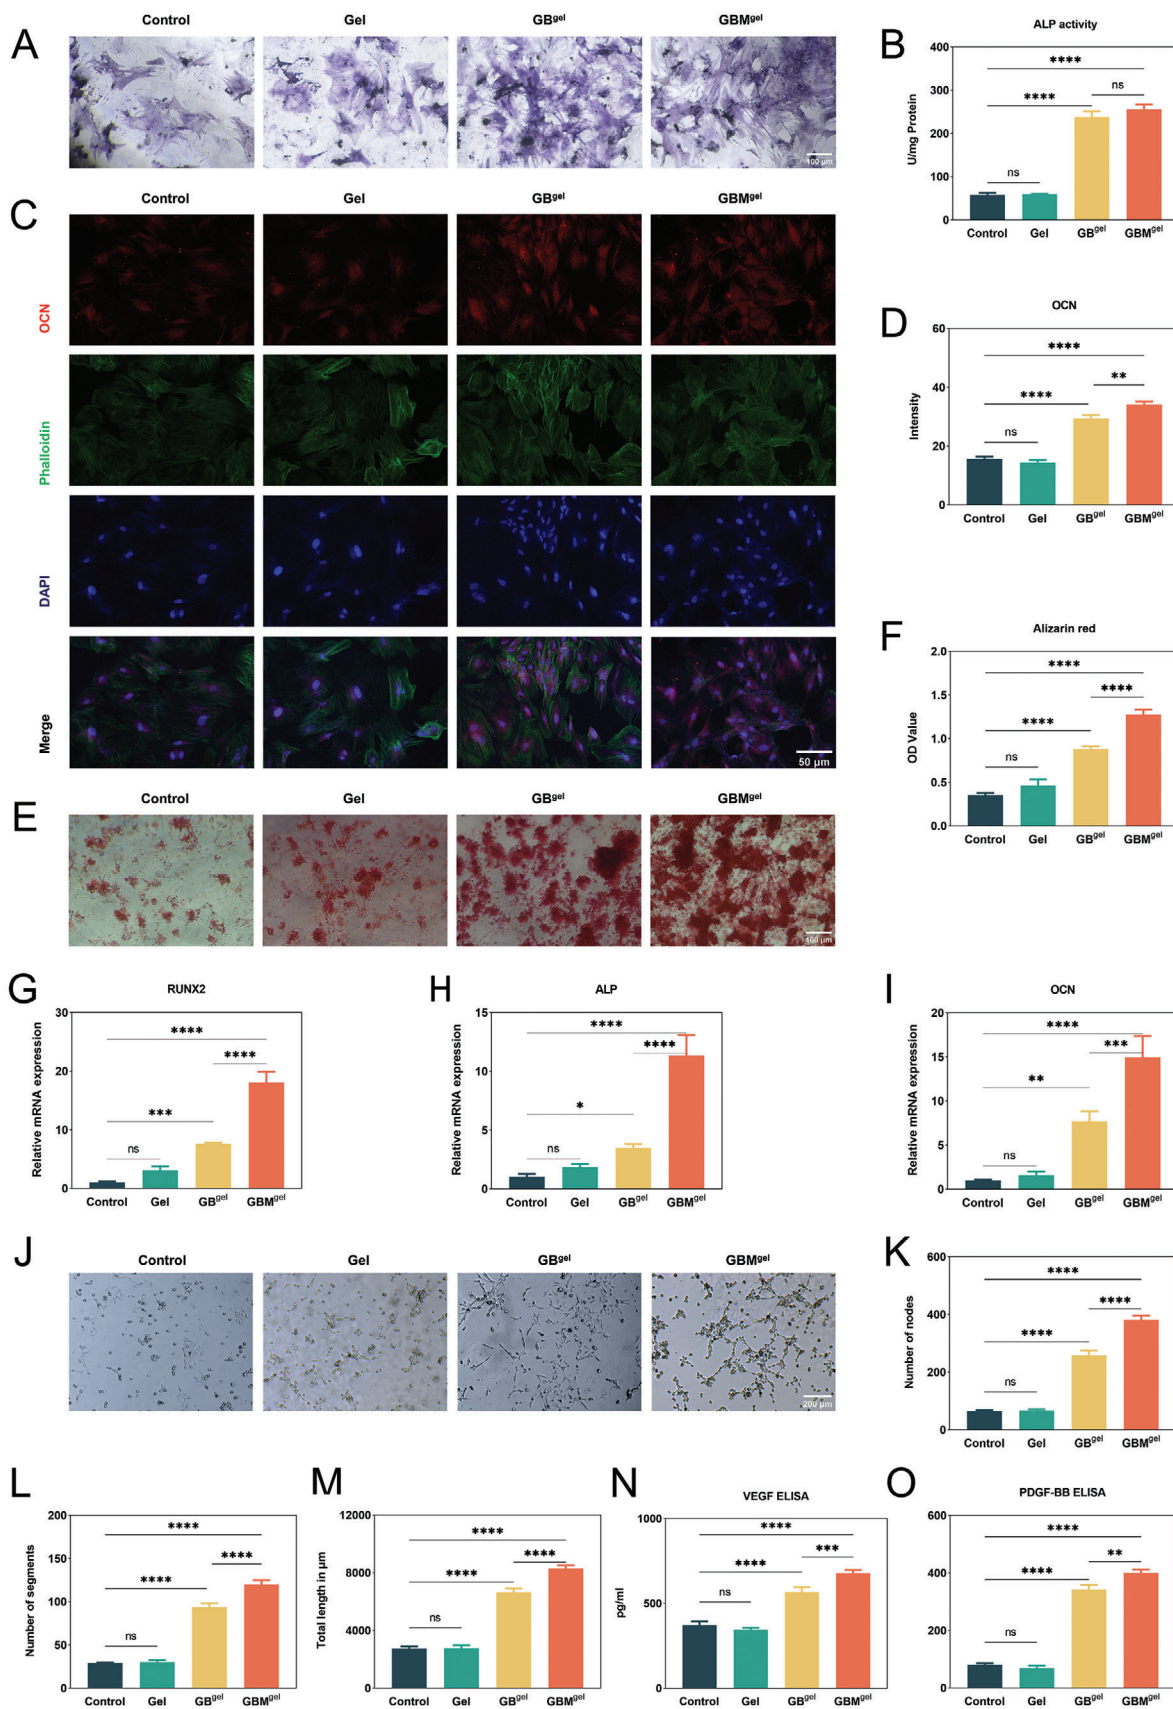 A
Control Gel GBgel GBMgel
100 µm
B
ALP activity
U/mg Protein
400
300
200
100
0
****
****
ns
ns
Control Gel GBgel GBMgel
C
Control Gel GBgel GBMgel
OCN
Phalloidin
DAPI
Merge
50 µm
D
OCN
Intensity
60
40
20
0
****
**
****
ns
Control Gel GBgel GBMgel
E
Control Gel GBgel GBMgel
100 µm
F
Alizarin red
OD Value
2.0
1.5
1.0
0.5
0.0
****
****
****
ns
Control Gel GBgel GBMgel
G
RUNX2
Relative mRNA expression
30
20
10
0
****
****
***
ns
Control Gel GBgel GBMgel
H
ALP
Relative mRNA expression
15
10
5
0
****
****
*
ns
Control Gel GBgel GBMgel
I
OCN
Relative mRNA expression
20
15
10
5
0
****
***
**
ns
Control Gel GBgel GBMgel
J
Control Gel GBgel GBMgel
200 µm
K
Number of nodes
600
400
200
0
****
****
****
ns
Control Gel GBgel GBMgel
L
Number of segments
200
150
100
50
0
****
****
****
ns
Control Gel GBgel GBMgel
M
Total length in µm
12000
8000
4000
0
****
****
****
ns
Control Gel GBgel GBMgel
N
VEGF ELISA
pg/ml
1000
500
0
****
***
****
ns
Control Gel GBgel GBMgel
O
PDGF-BB ELISA
600
400
200
0
****
**
****
ns
Control Gel GBgel GBMgel